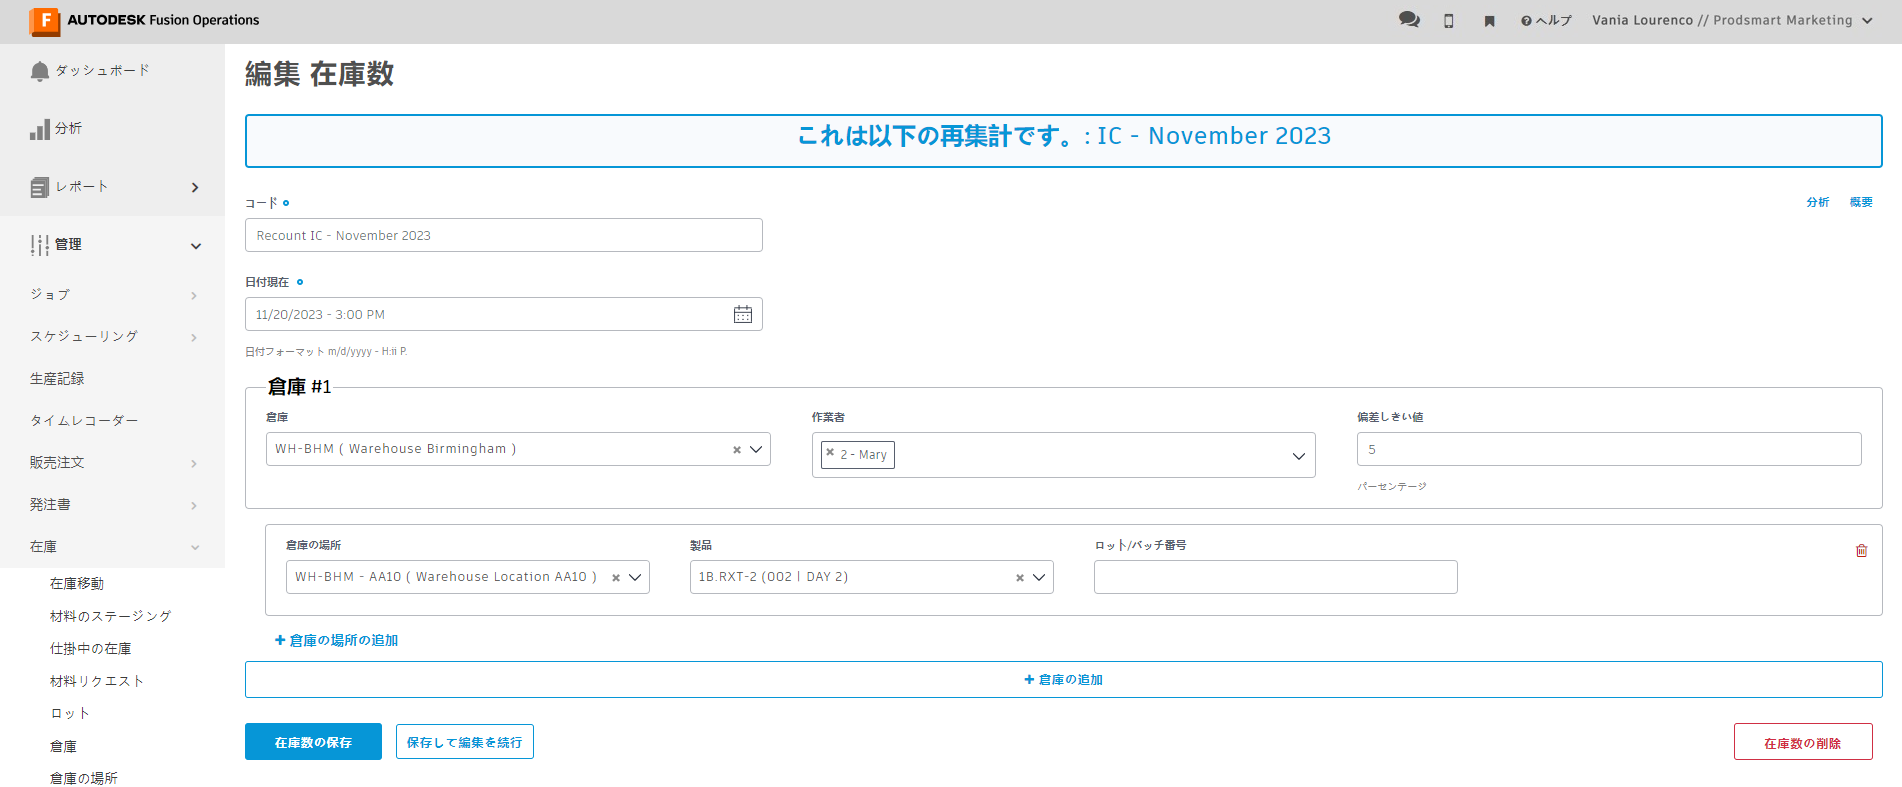 AUTODESK Fusion Operations
ヘルプ
Vania Lourenco // Prodsmart Marketing
ダッシュボード
分析
レポート
管理
ジョブ
スケジューリング
生産記録
タイムレコーダー
販売注文
発注書
在庫
在庫移動
材料のステージング
仕掛中の在庫
材料リクエスト
ロット
倉庫
倉庫の場所
編集 在庫数
これは以下の再集計です。: IC - November 2023
コード
分析 概要
Recount IC - November 2023
日付現在
11/20/2023 - 3:00 PM
日付フォーマット m/d/yyyy - H:ii P.
倉庫 #1
倉庫
作業者
偏差しきい値
WH-BHM ( Warehouse Birmingham )
2 - Mary
5
パーセンテージ
倉庫の場所
製品
ロット/バッチ番号
WH-BHM - AA10 ( Warehouse Location AA10 )
1B.RXT-2 (002 | DAY 2)
+ 倉庫の場所の追加
+ 倉庫の追加
在庫数の保存
保存して編集を続行
在庫数の削除